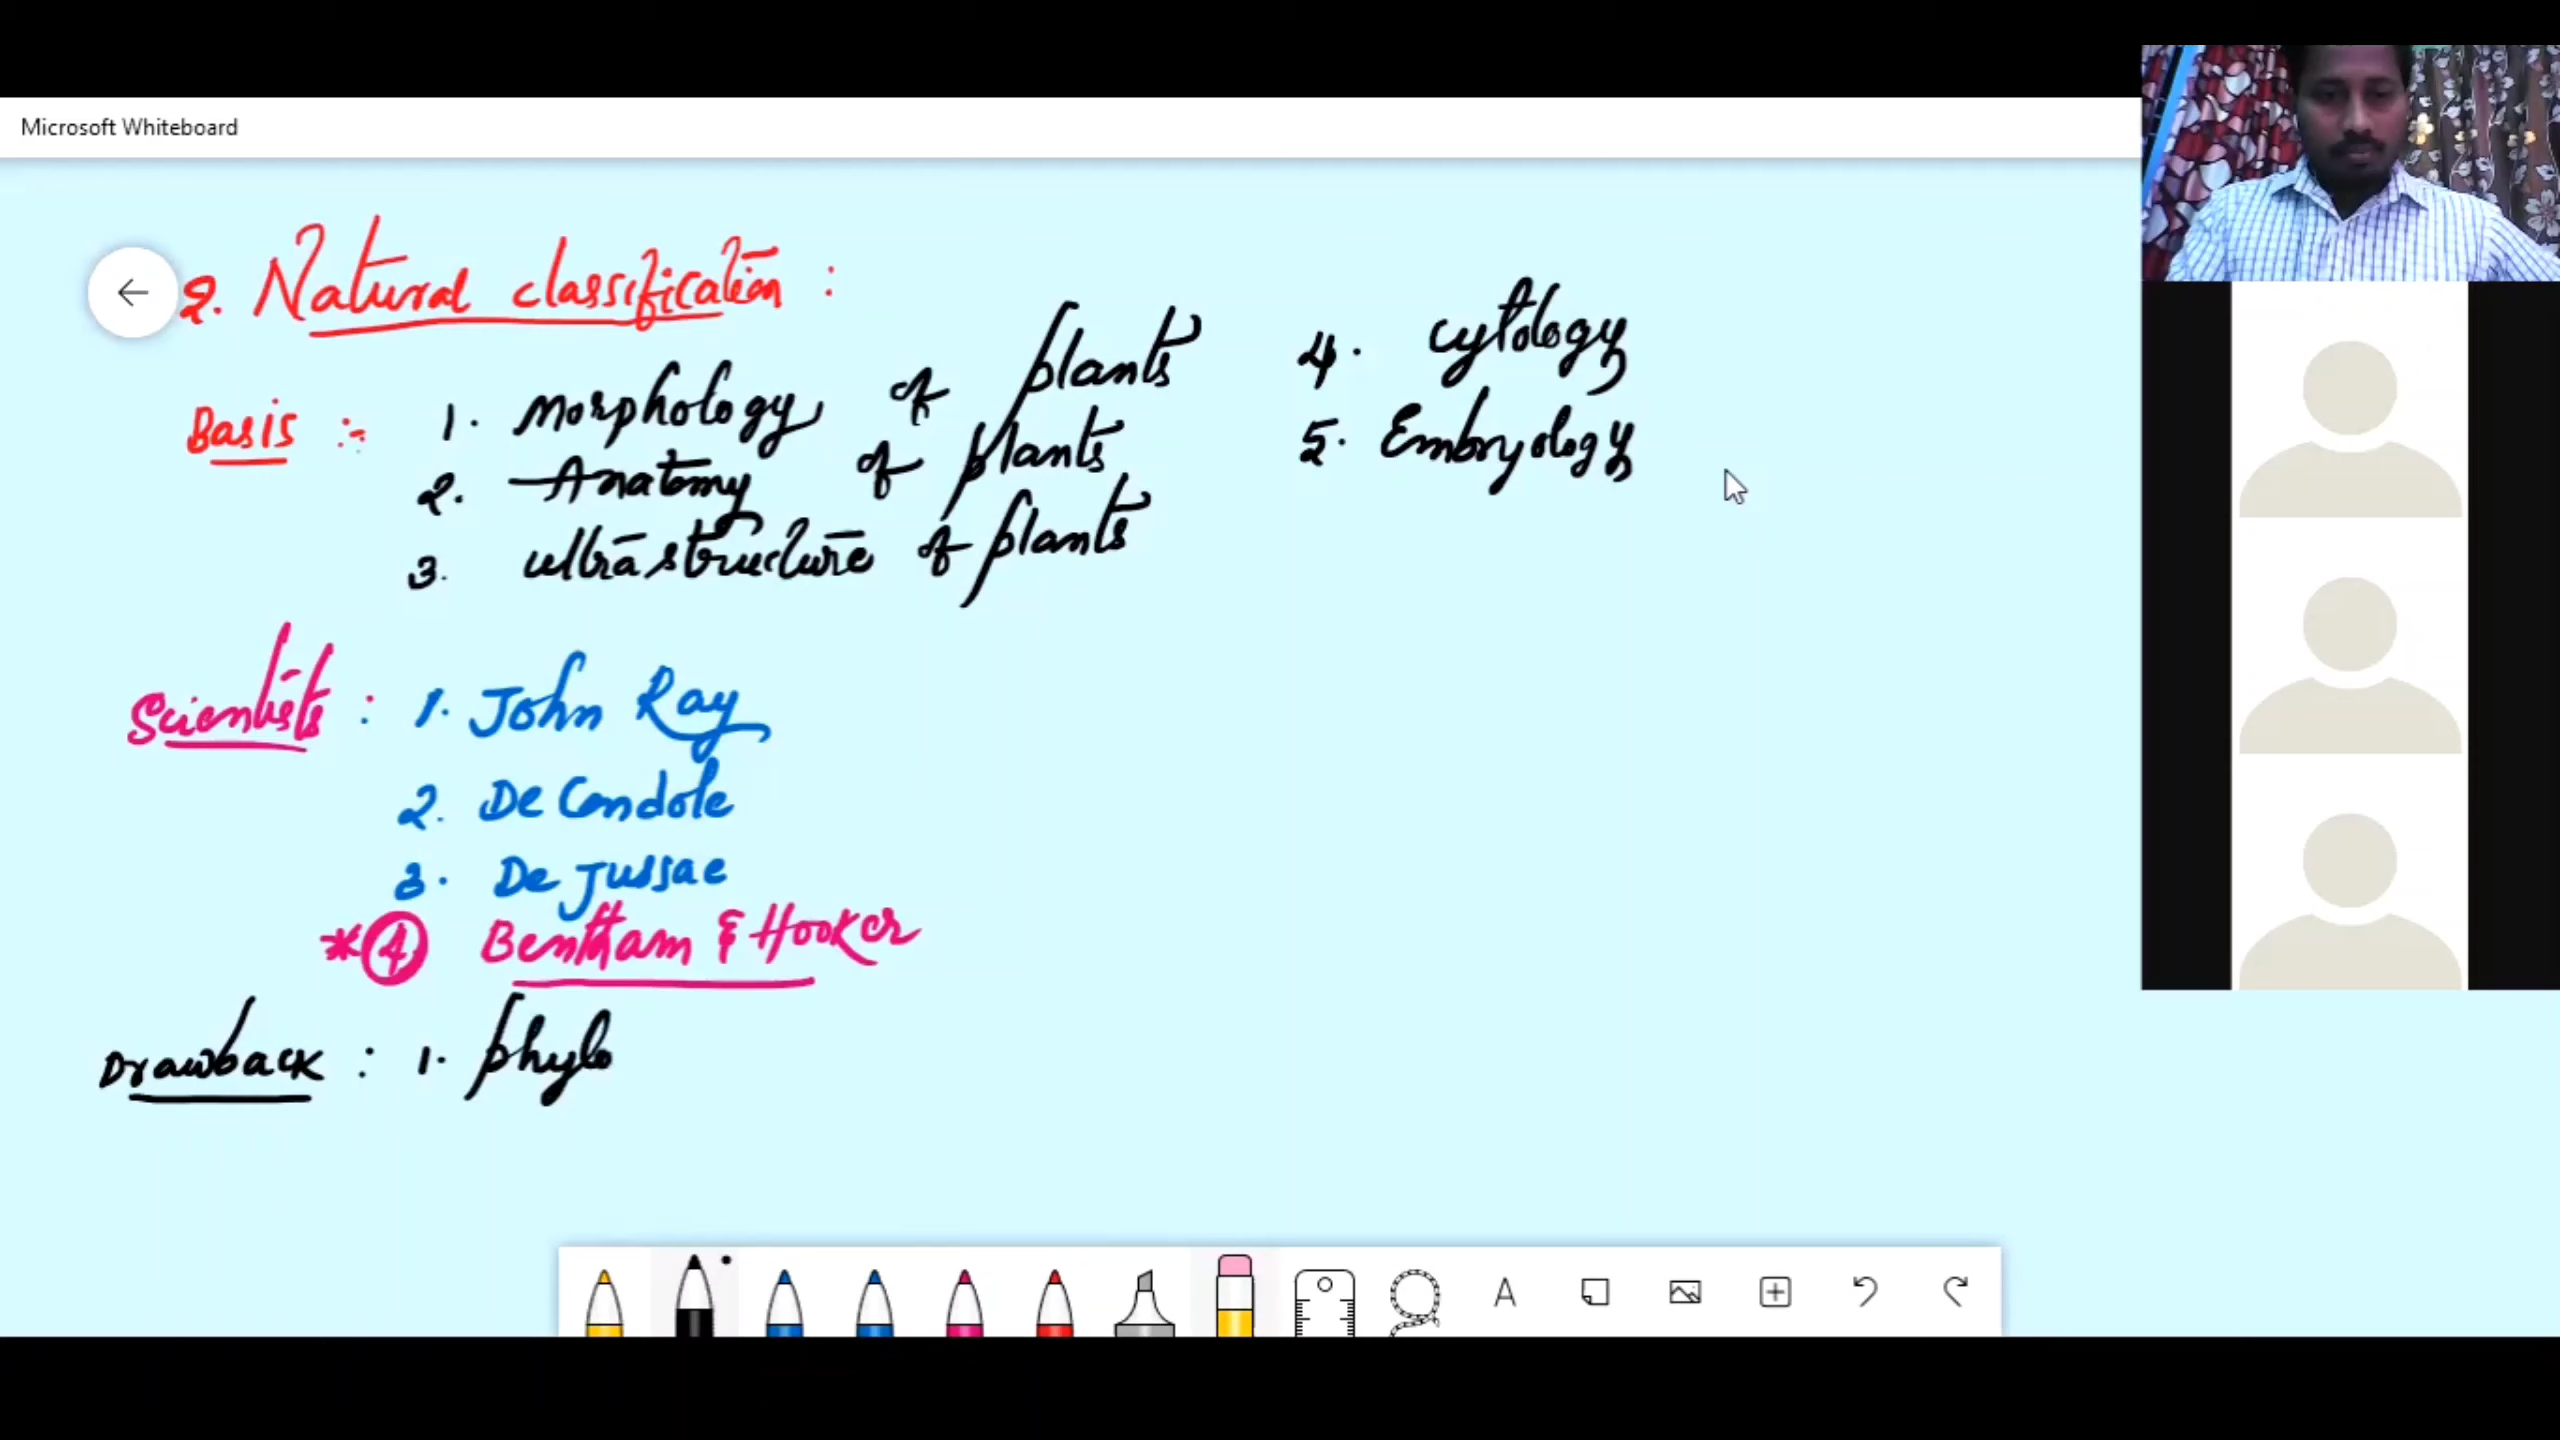 Microsoft Whiteboard
2. Natural classification :
Basis :- 1. Morphology of plants
2. Anatomy of plants
3. Ultrastructure of plants
4. cytology
5. Embryology
Scientists : 1. John Ray
2. De Candole
3. De Jussae
*④ Bentham & Hooker
Drawback : 1. phylo
A